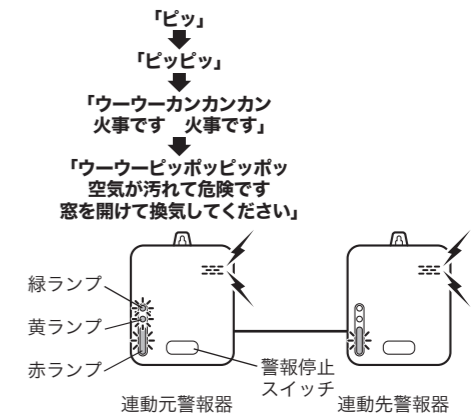 「ピッ」
「ピッピッ」
「ウーウーカンカンカン
火事です　火事です」
「ウーウーピッポッピッポッ
空気が汚れて危険です
窓を開けて換気してください」
緑ランプ
黄ランプ
赤ランプ
警報停止
スイッチ
連動元警報器
連動先警報器